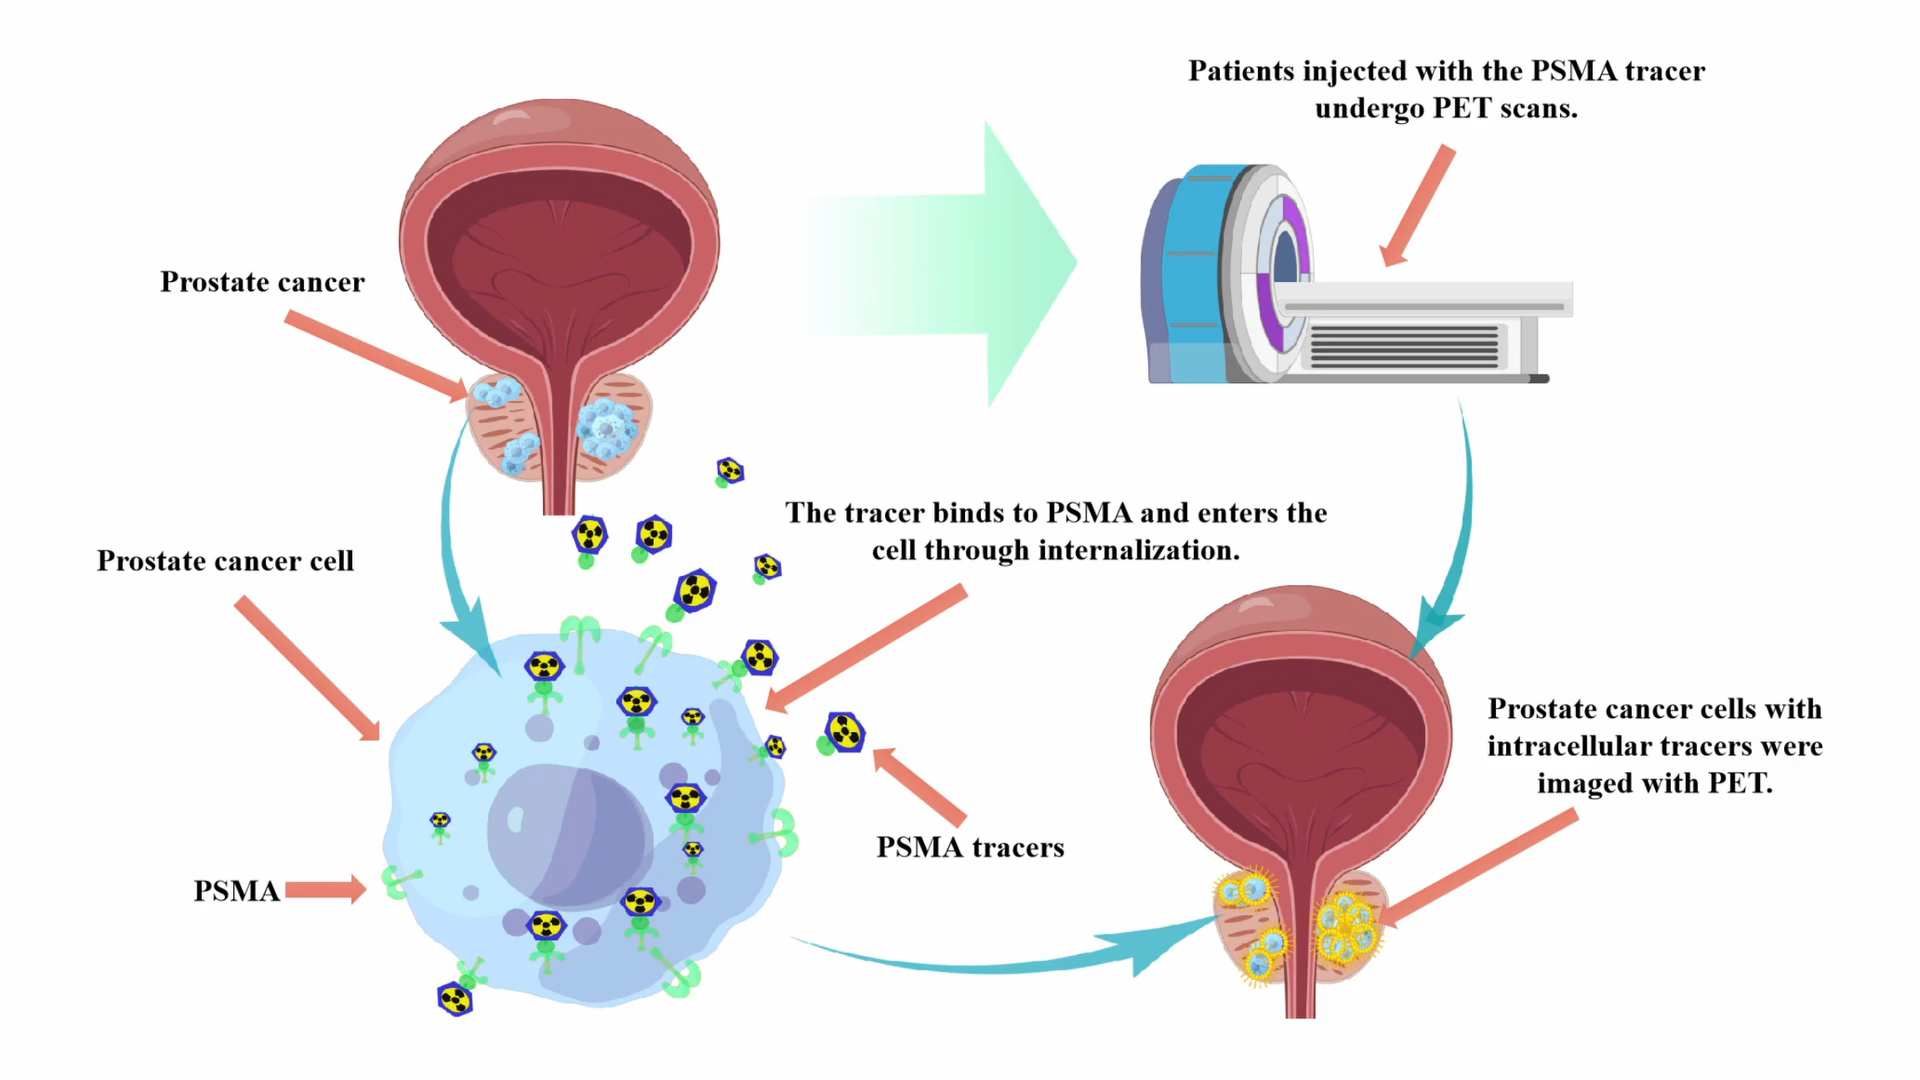 Patients injected with the PSMA tracer
undergo PET scans.
Prostate cancer
The tracer binds to PSMA and enters the
cell through internalization.
Prostate cancer cell
Prostate cancer cells with
intracellular tracers were
imaged with PET.
PSMA tracers
PSMA